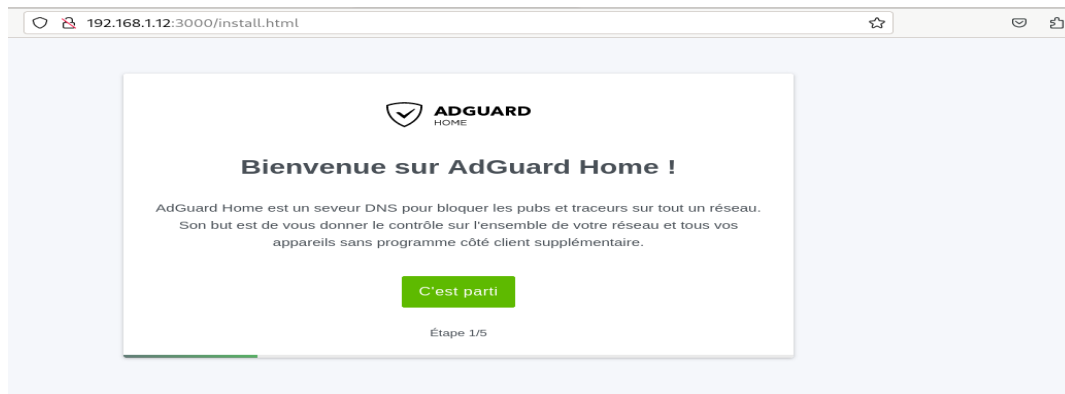 192.168.1.12:3000/install.html
ADGUARD
HOME
Bienvenue sur AdGuard Home !
AdGuard Home est un seveur DNS pour bloquer les pubs et traceurs sur tout un réseau.
Son but est de vous donner le contrôle sur l'ensemble de votre réseau et tous vos
appareils sans programme côté client supplémentaire.
C'est parti
Étape 1/5